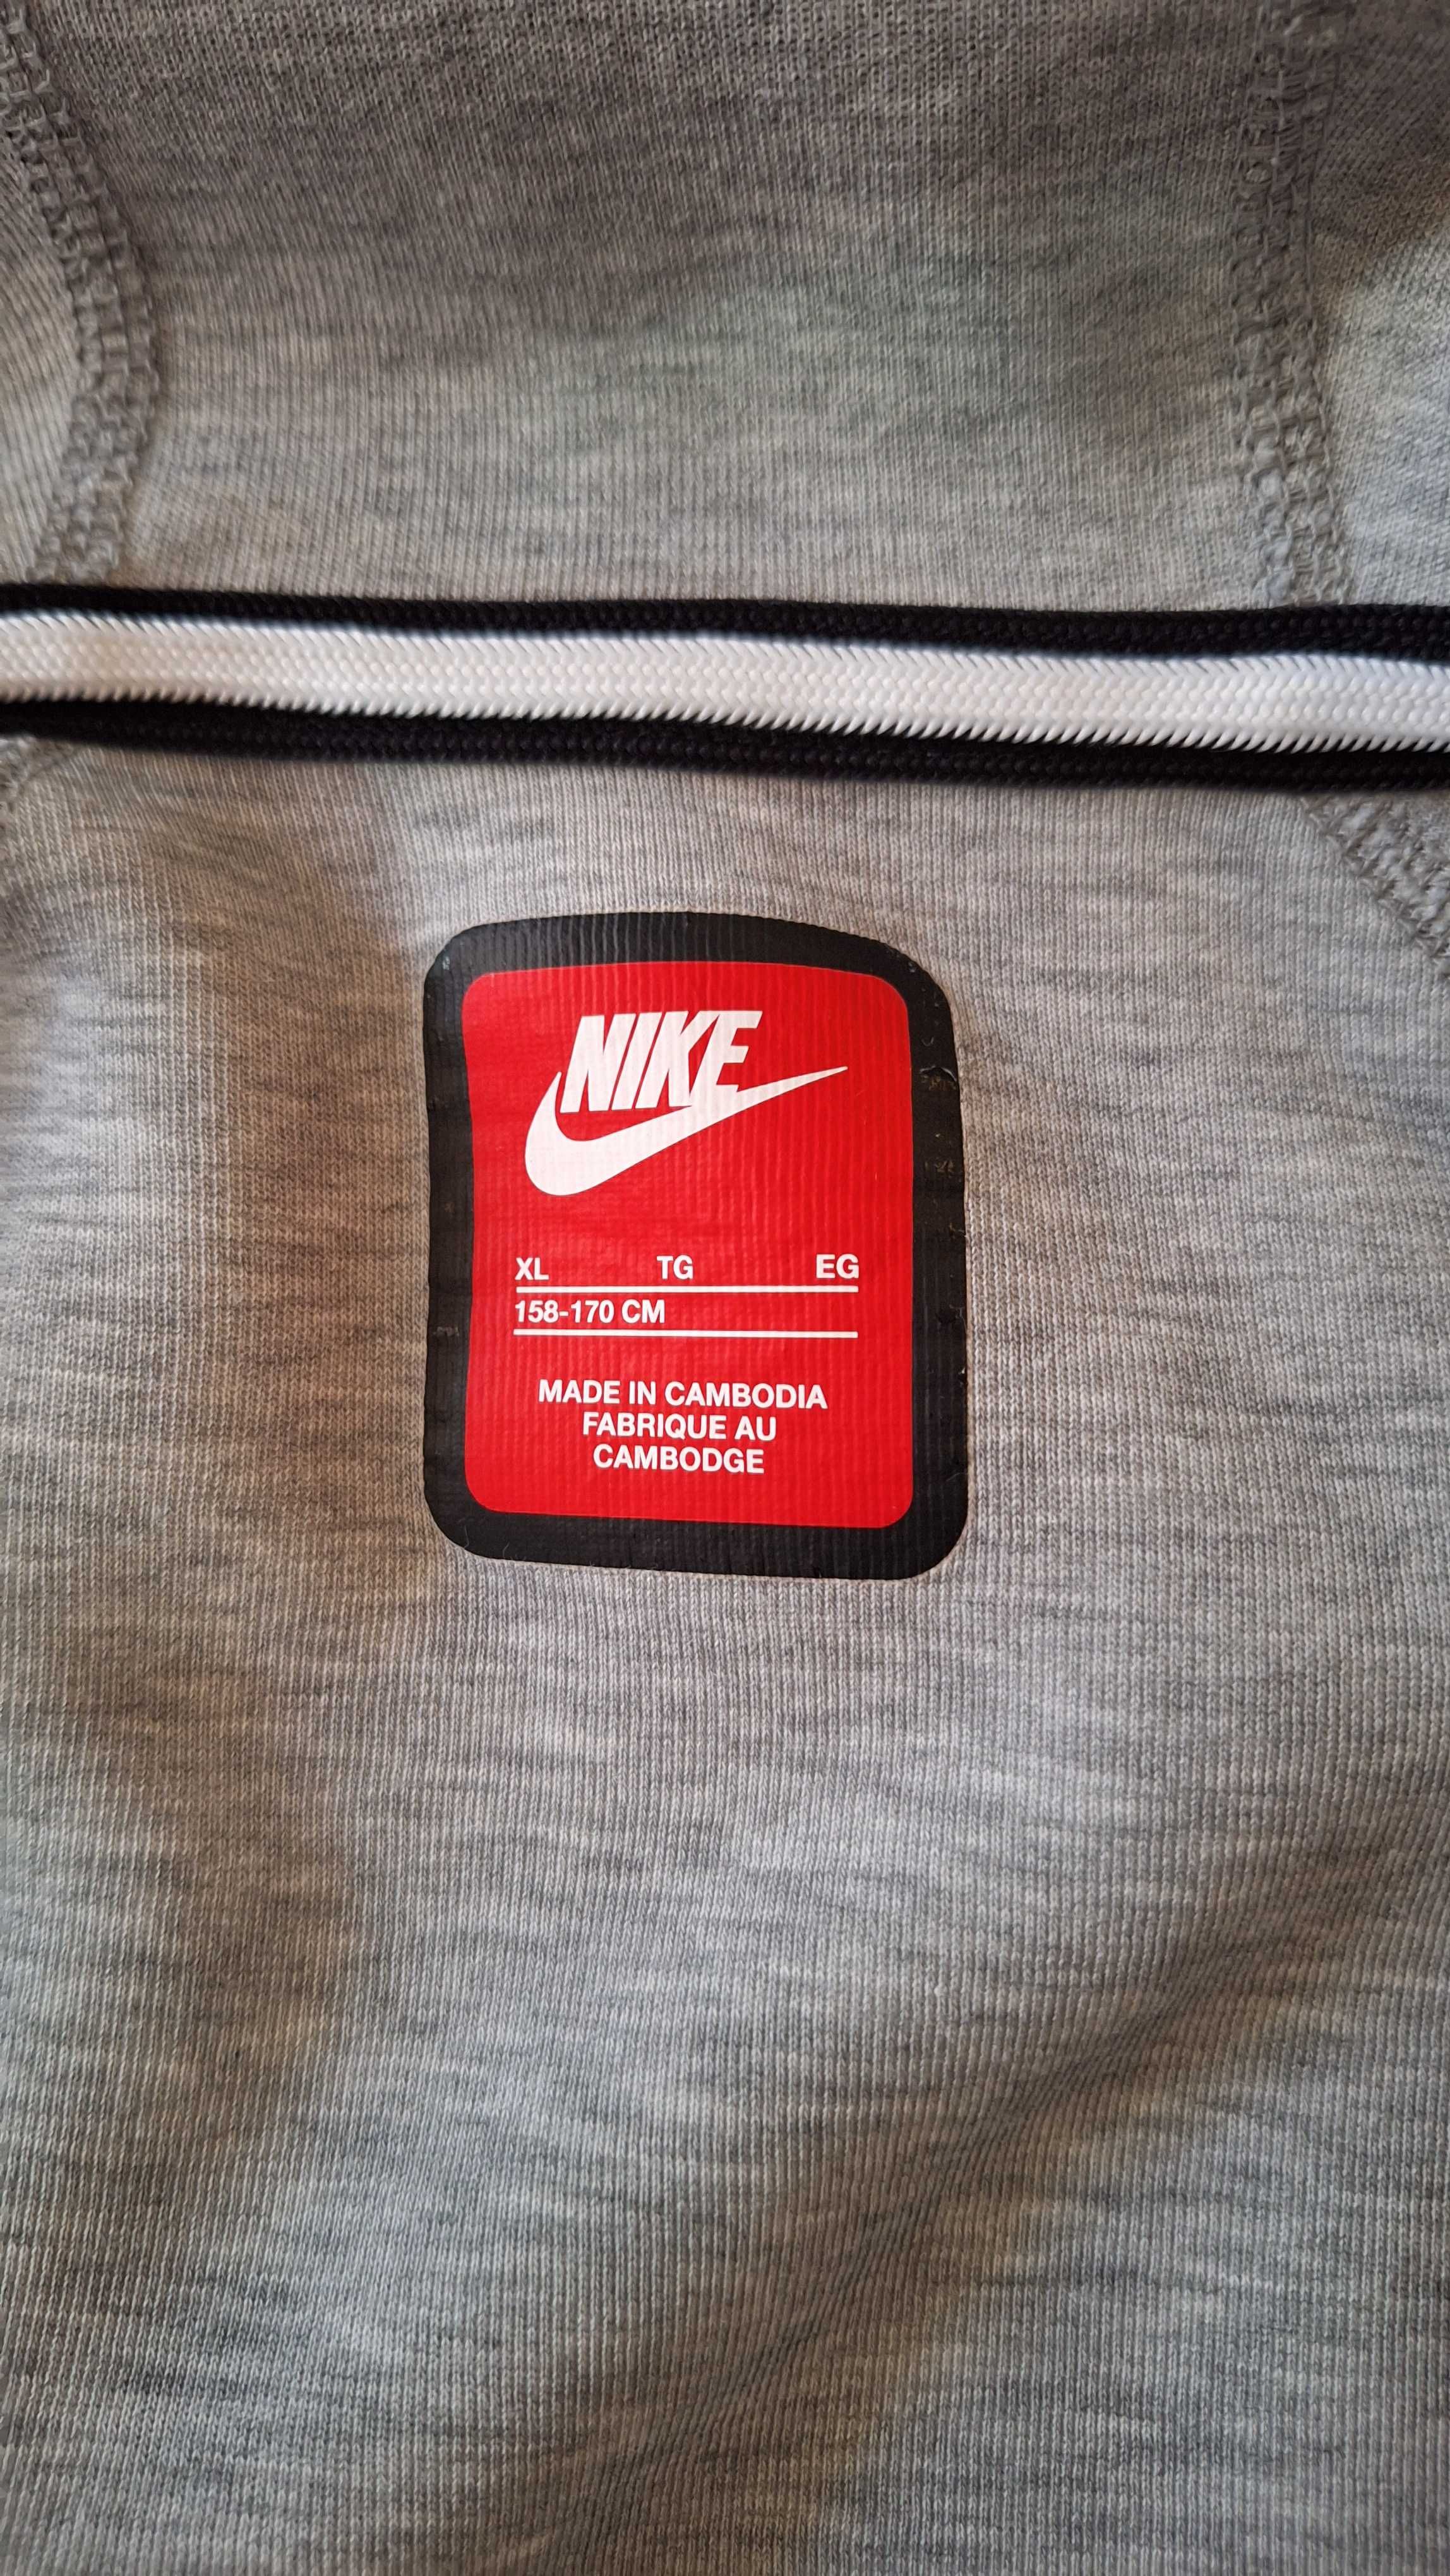 NIKE
XL TG EG
158-170 CM
MADE IN CAMBODIA
FABRIQUE AU
CAMBODGE